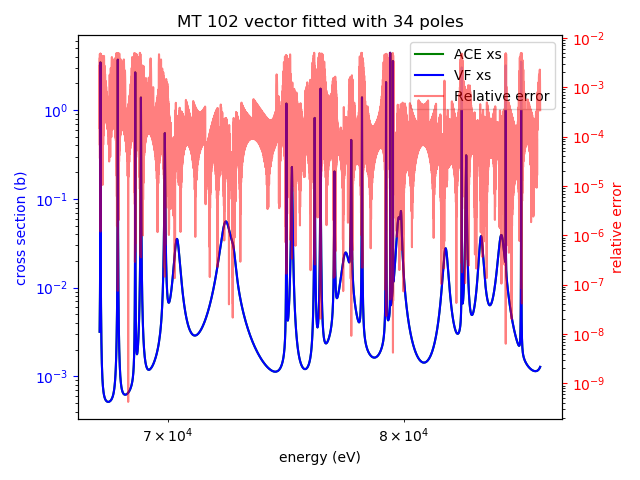 MT 102 vector fitted with 34 poles
ACE xs
VF xs
Relative error
cross section (b)
10⁰
10⁻¹
10⁻²
10⁻³
10⁻²
10⁻³
10⁻⁴
10⁻⁵
10⁻⁶
10⁻⁷
10⁻⁸
10⁻⁹
relative error
7 × 10⁴
8 × 10⁴
energy (eV)